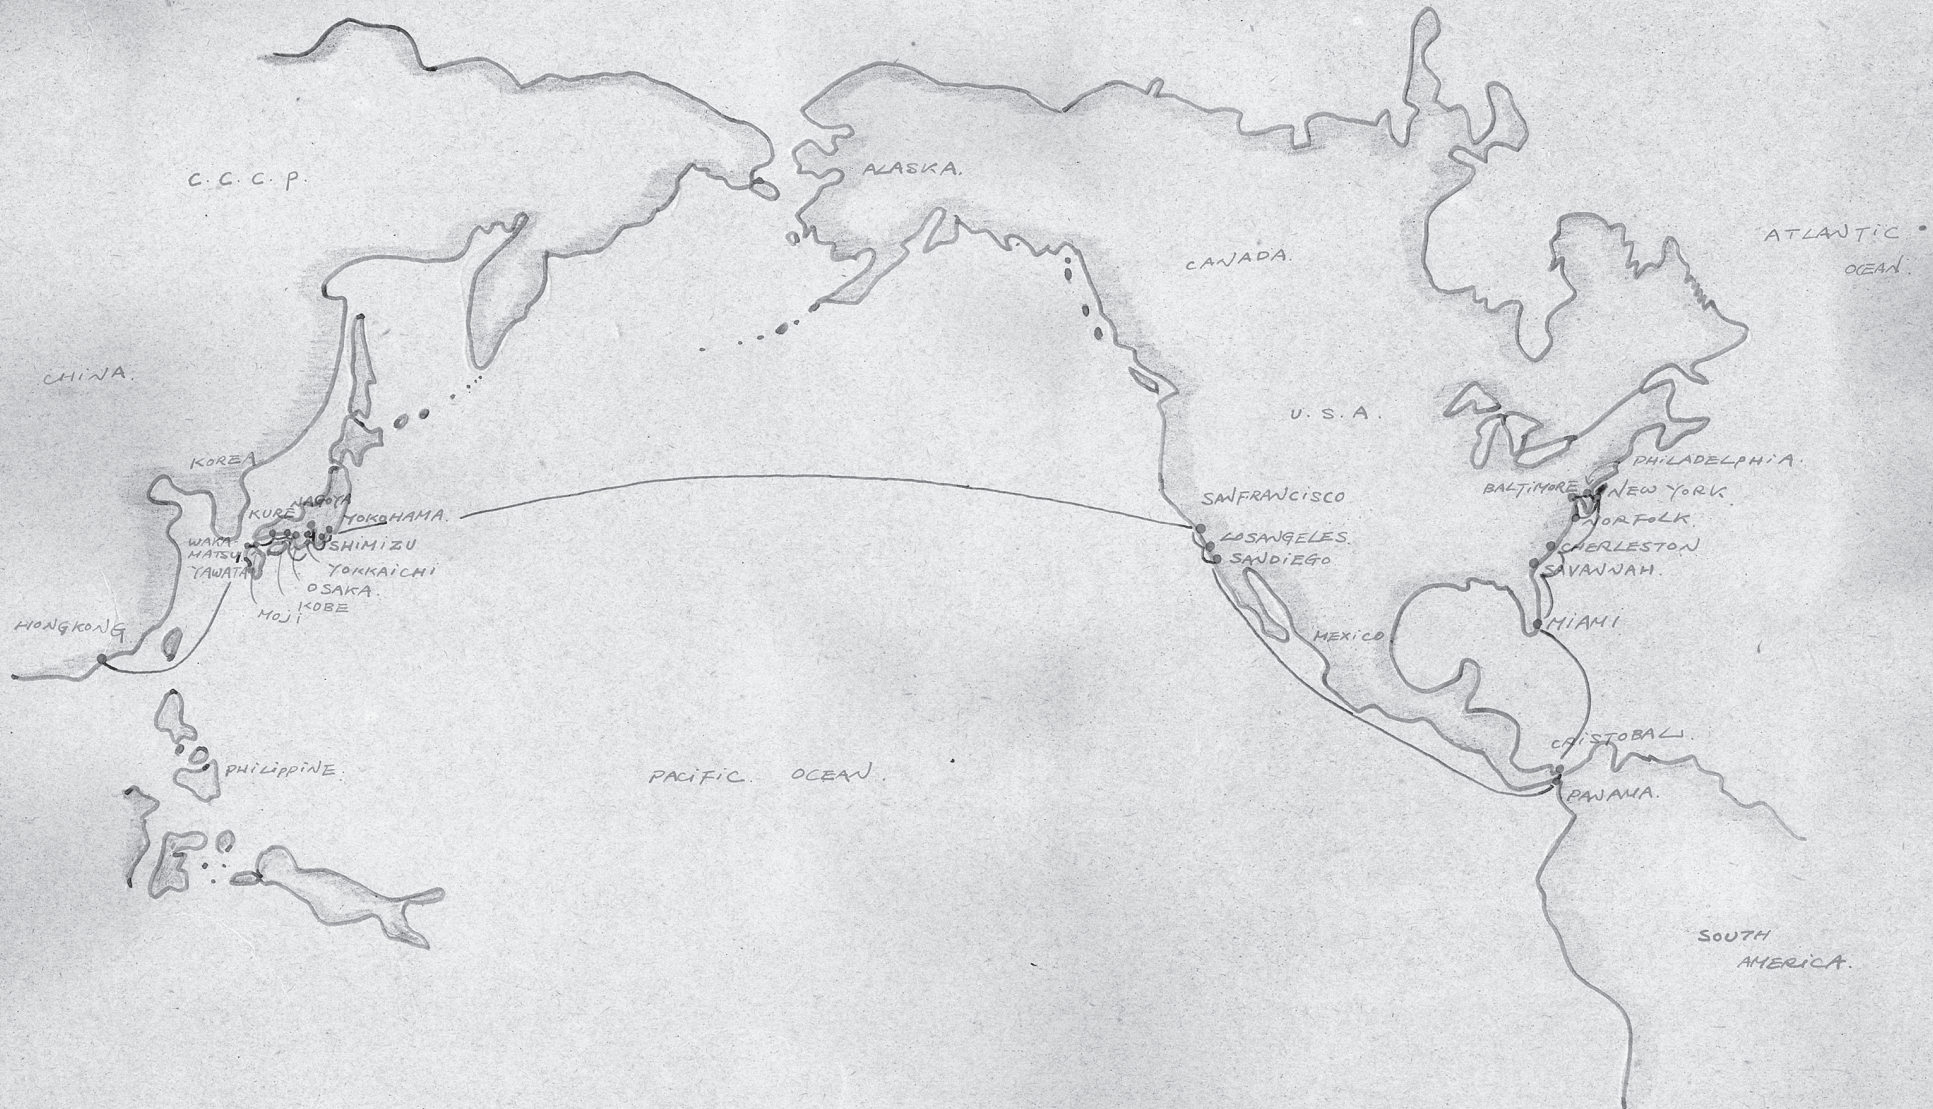 C.C.C.P.
ALASKA.
CANADA.
ATLANTIC
OCEAN.
CHINA.
U.S.A.
KOREA
PHILADELPHIA.
BALTIMORE
NEW YORK
NORFOLK
CHERLESTON
SAVANNAH.
MIAMI
NAGOYA
KURE
YOKOHAMA.
WAKA-
MATSU
YAWATA
SHIMIZU
YOKKAICHI
OSAKA.
KOBE
MOJI
HONGKONG
SANFRANCISCO
LOSANGELES.
SANDIEGO
MEXICO
CRISTOBAL.
PANAMA.
PHILIPPINE.
PACIFIC OCEAN.
SOUTH
AMERICA.